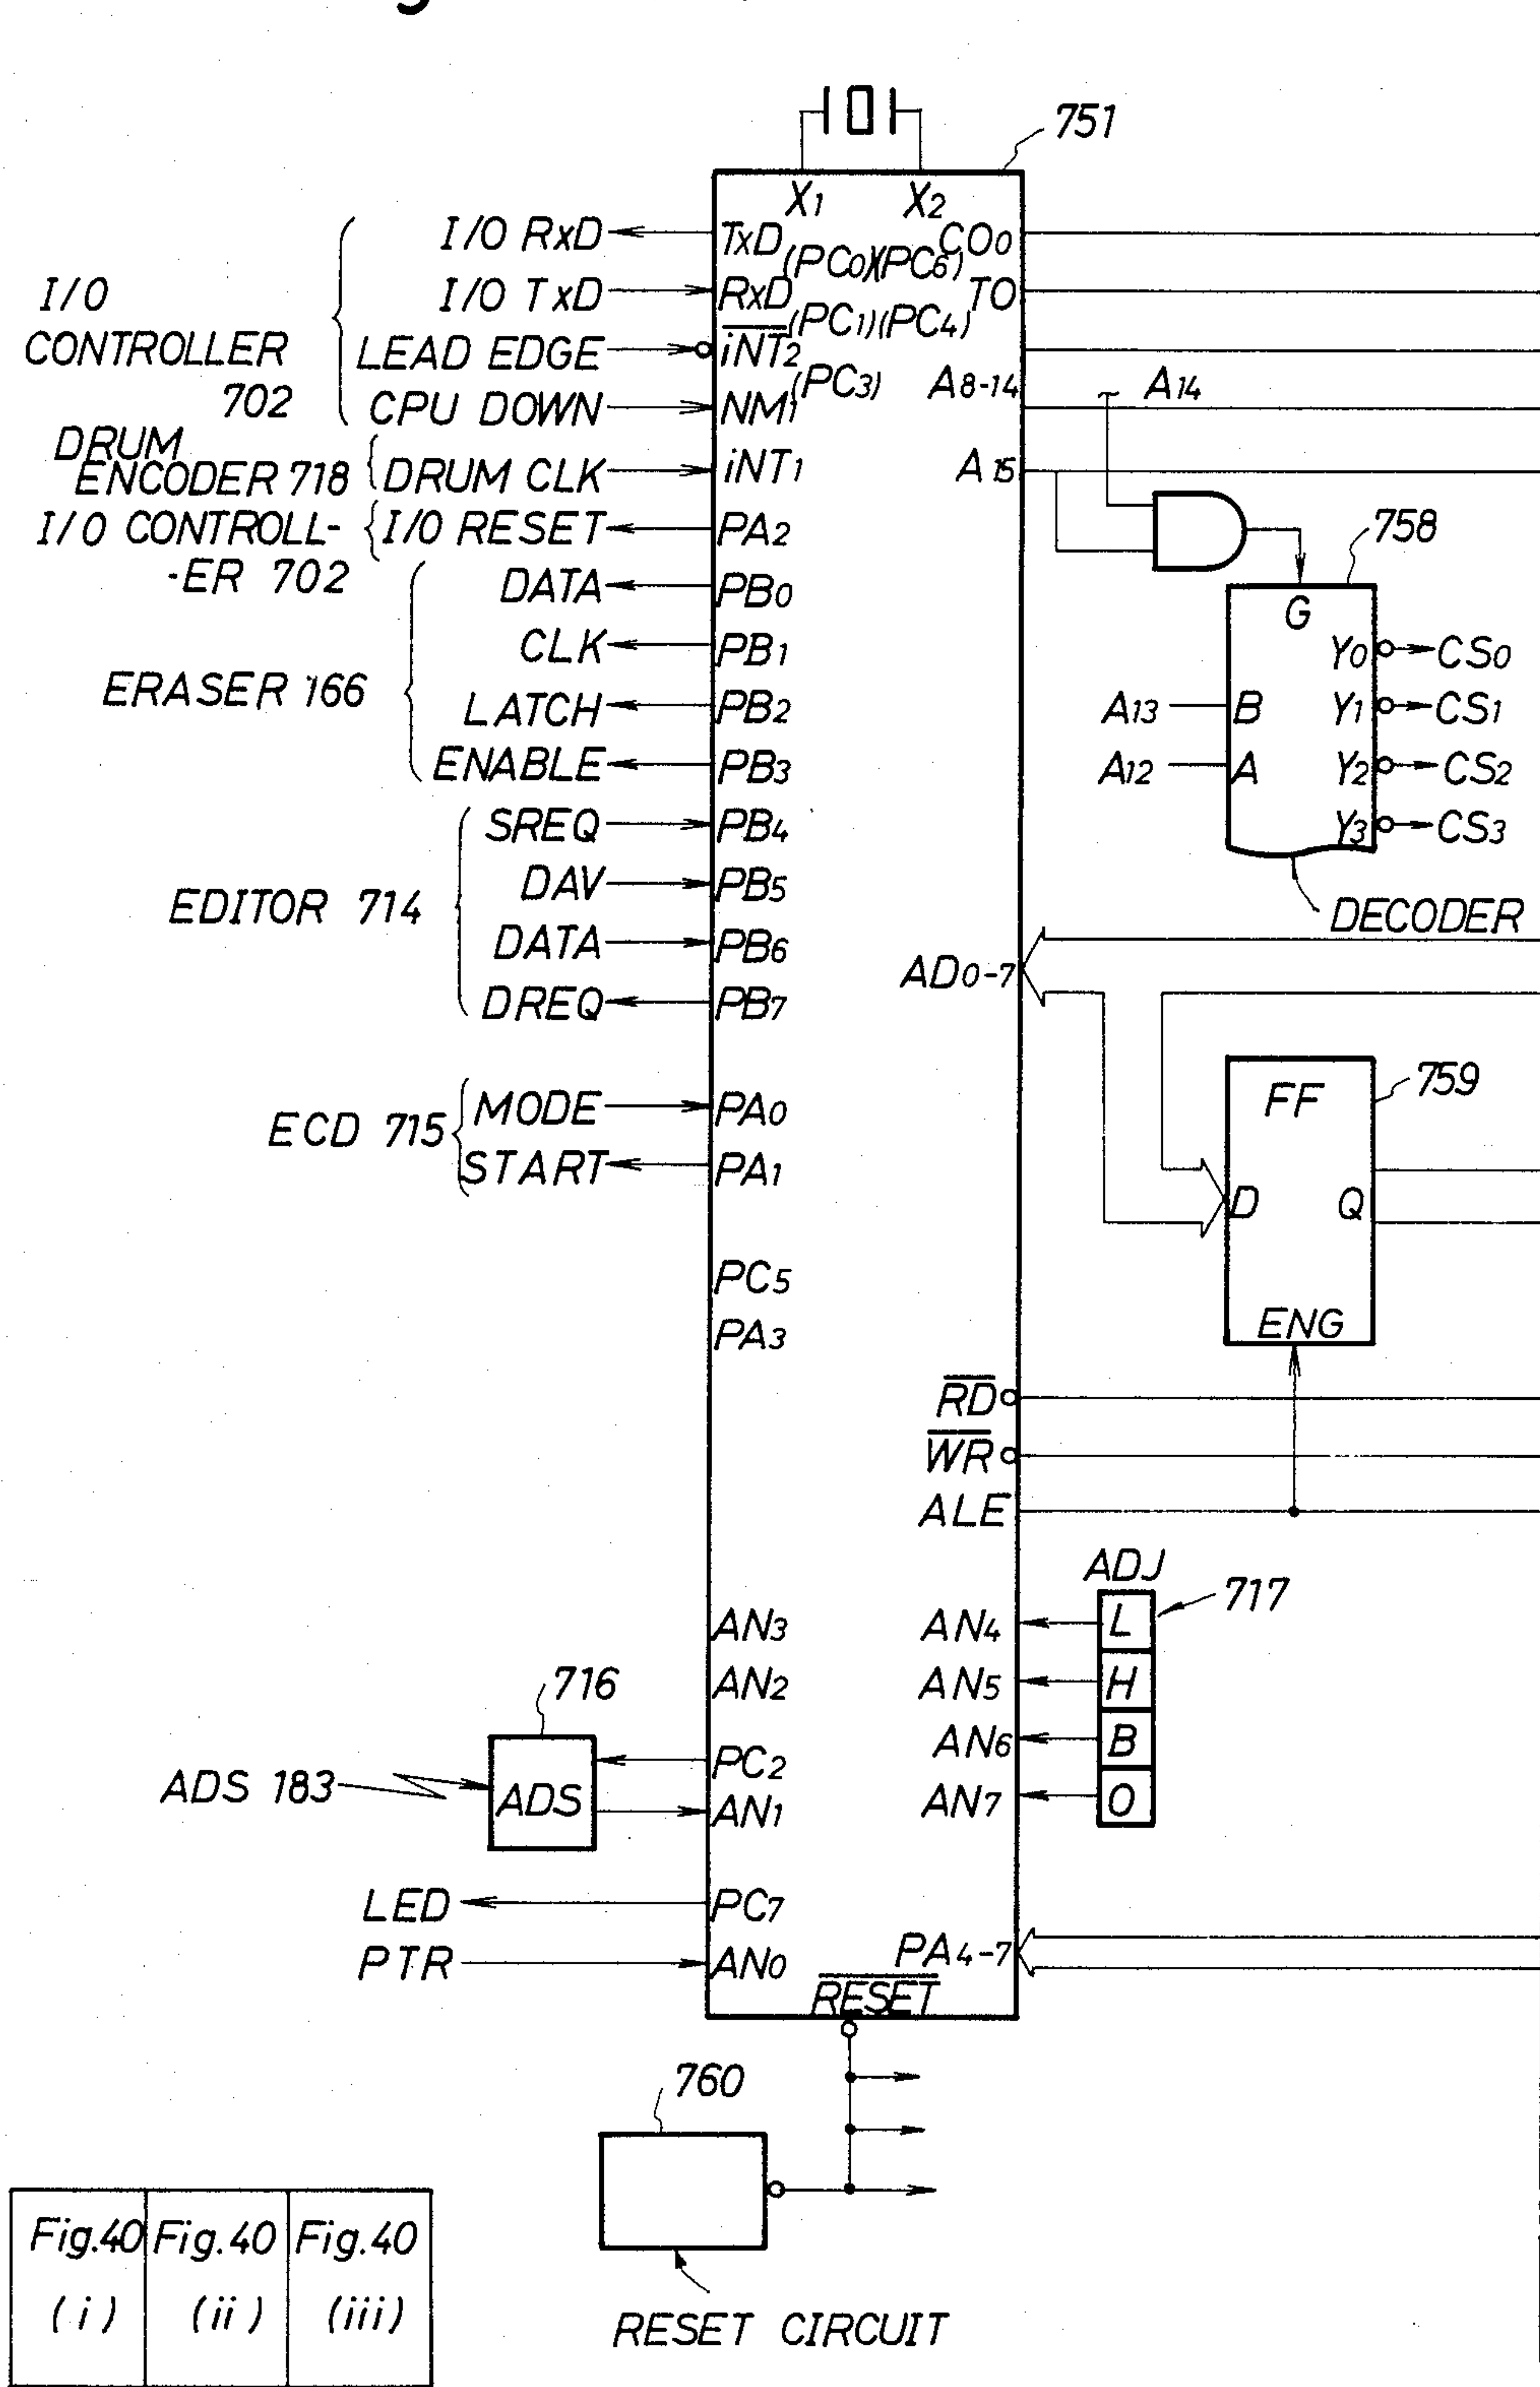 751
X1 X2
I/O RxD TxD (PC0)(PC6) CO0
I/O TxD RxD (PC1)(PC4) TO
I/O CONTROLLER 702
LEAD EDGE iNT2 (PC3)
CPU DOWN NMi A8-14 A14
DRUM ENCODER 718 DRUM CLK iNT1 A15
I/O CONTROLL-
-ER 702
I/O RESET PA2
758
G
ERASER 166
DATA PB0
CLK PB1
LATCH PB2
ENABLE PB3
Y0 CS0
A13 B Y1 CS1
A12 A Y2 CS2
Y3 CS3
DECODER
EDITOR 714
SREQ PB4
DAV PB5
DATA PB6
DREQ PB7
AD0-7
ECD 715
MODE PA0
START PA1
759
FF
D Q
ENG
PC5
PA3
RD
WR
ALE
ADJ
717
AN3 AN4 L
AN2 AN5 H
AN6 B
AN7 O
716
ADS 183 ADS
PC2
AN1
LED PC7
PTR AN0 PA4-7
RESET
760
RESET CIRCUIT
Fig.40 Fig.40 Fig.40
(i) (ii) (iii)